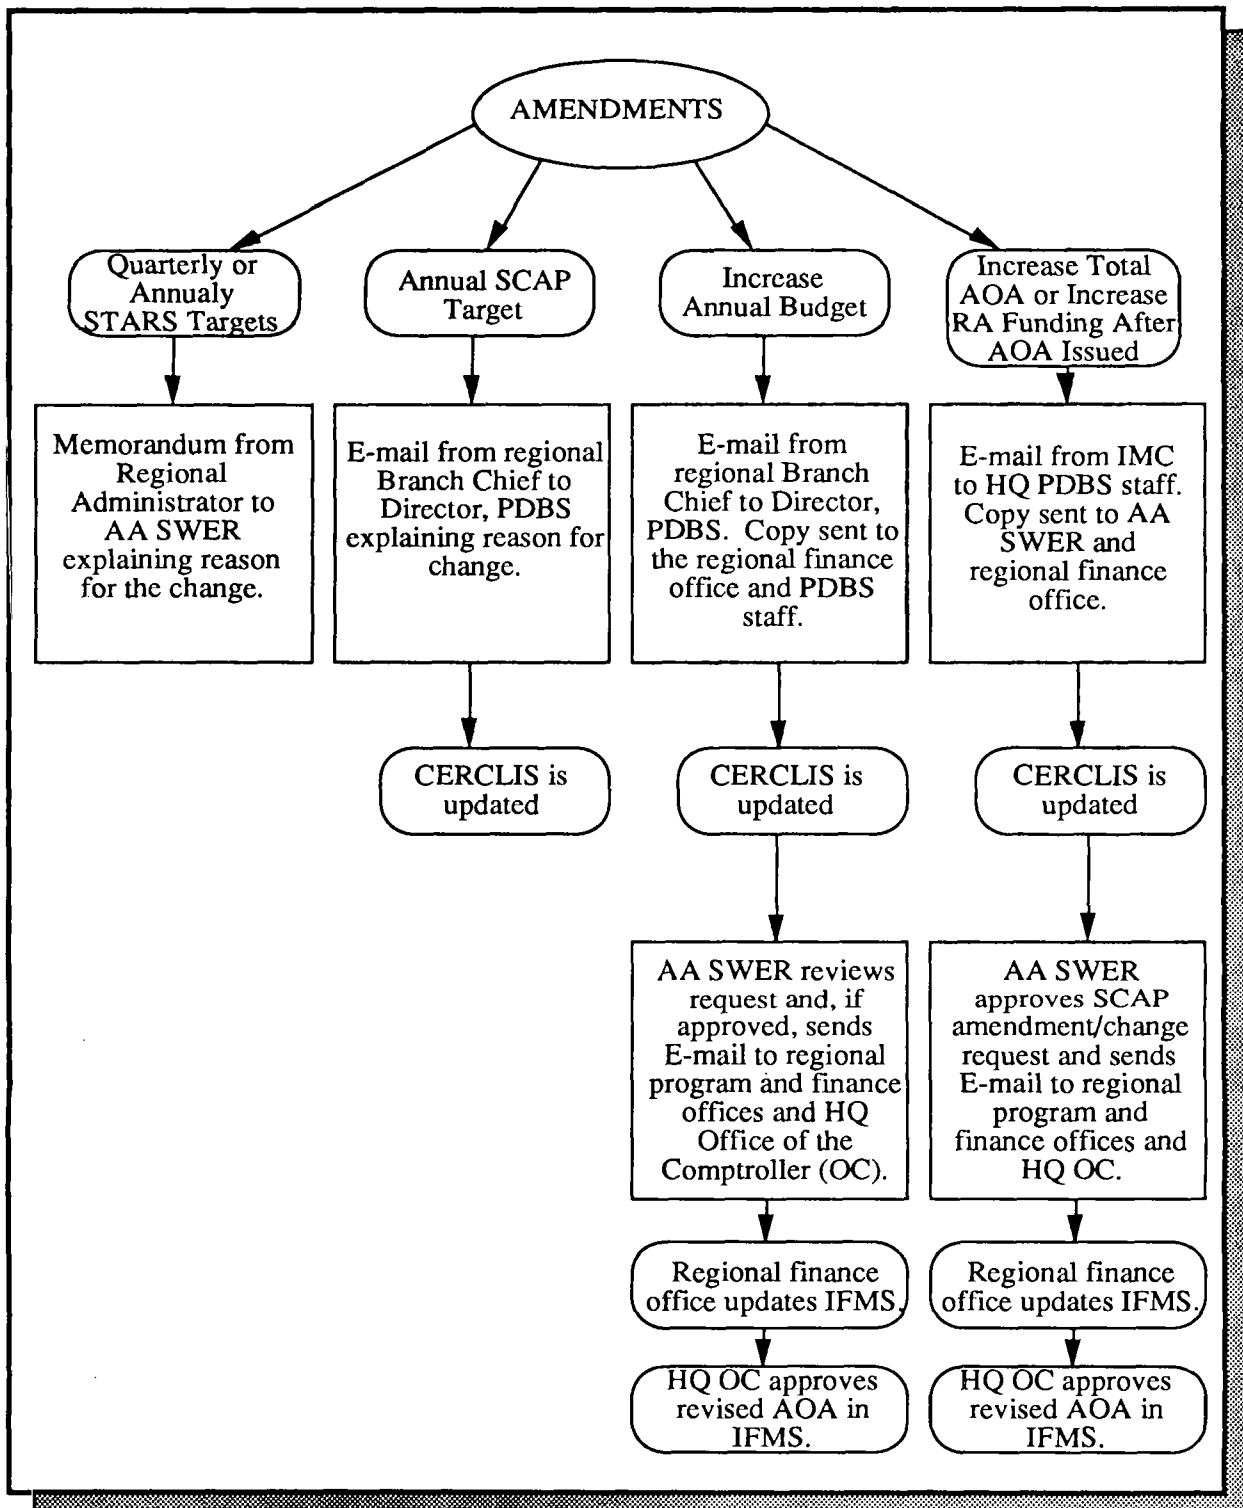 AMENDMENTS
Quarterly or
Annualy
STARS Targets
Annual SCAP
Target
Increase
Annual Budget
Increase Total
AOA or Increase
RA Funding After
AOA Issued
Memorandum from
Regional
Administrator to
AA SWER
explaining reason
for the change.
E-mail from regional
Branch Chief to
Director, PDBS
explaining reason for
change.
E-mail from
regional Branch
Chief to Director,
PDBS. Copy sent to
the regional finance
office and PDBS
staff.
E-mail from IMC
to HQ PDBS staff.
Copy sent to AA
SWER and
regional finance
office.
CERCLIS is
updated
CERCLIS is
updated
CERCLIS is
updated
AA SWER reviews
request and, if
approved, sends
E-mail to regional
program and finance
offices and HQ
Office of the
Comptroller (OC).
AA SWER
approves SCAP
amendment/change
request and sends
E-mail to regional
program and
finance offices and
HQ OC.
Regional finance
office updates IFMS.
Regional finance
office updates IFMS.
HQ OC approves
revised AOA in
IFMS.
HQ OC approves
revised AOA in
IFMS.